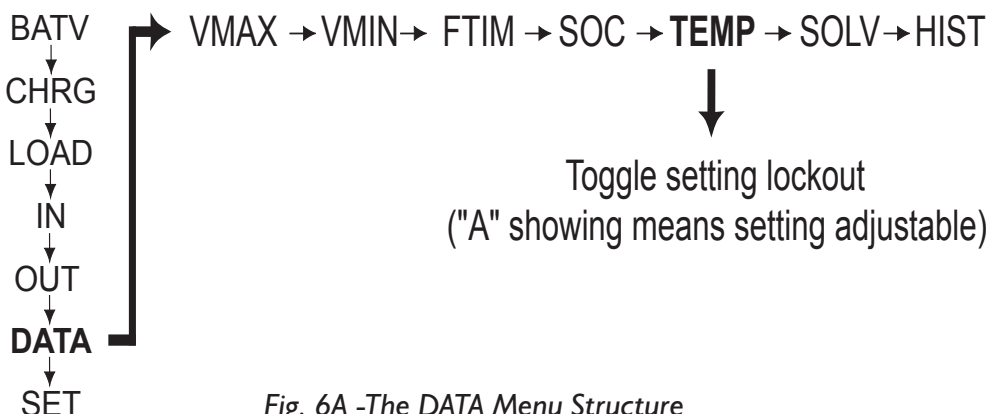 BATV
CHRG
LOAD
IN
OUT
DATA
SET
VMAX → VMIN → FTIM → SOC → TEMP → SOLV → HIST
Toggle setting lockout
("A" showing means setting adjustable)
Fig. 6A -The DATA Menu Structure